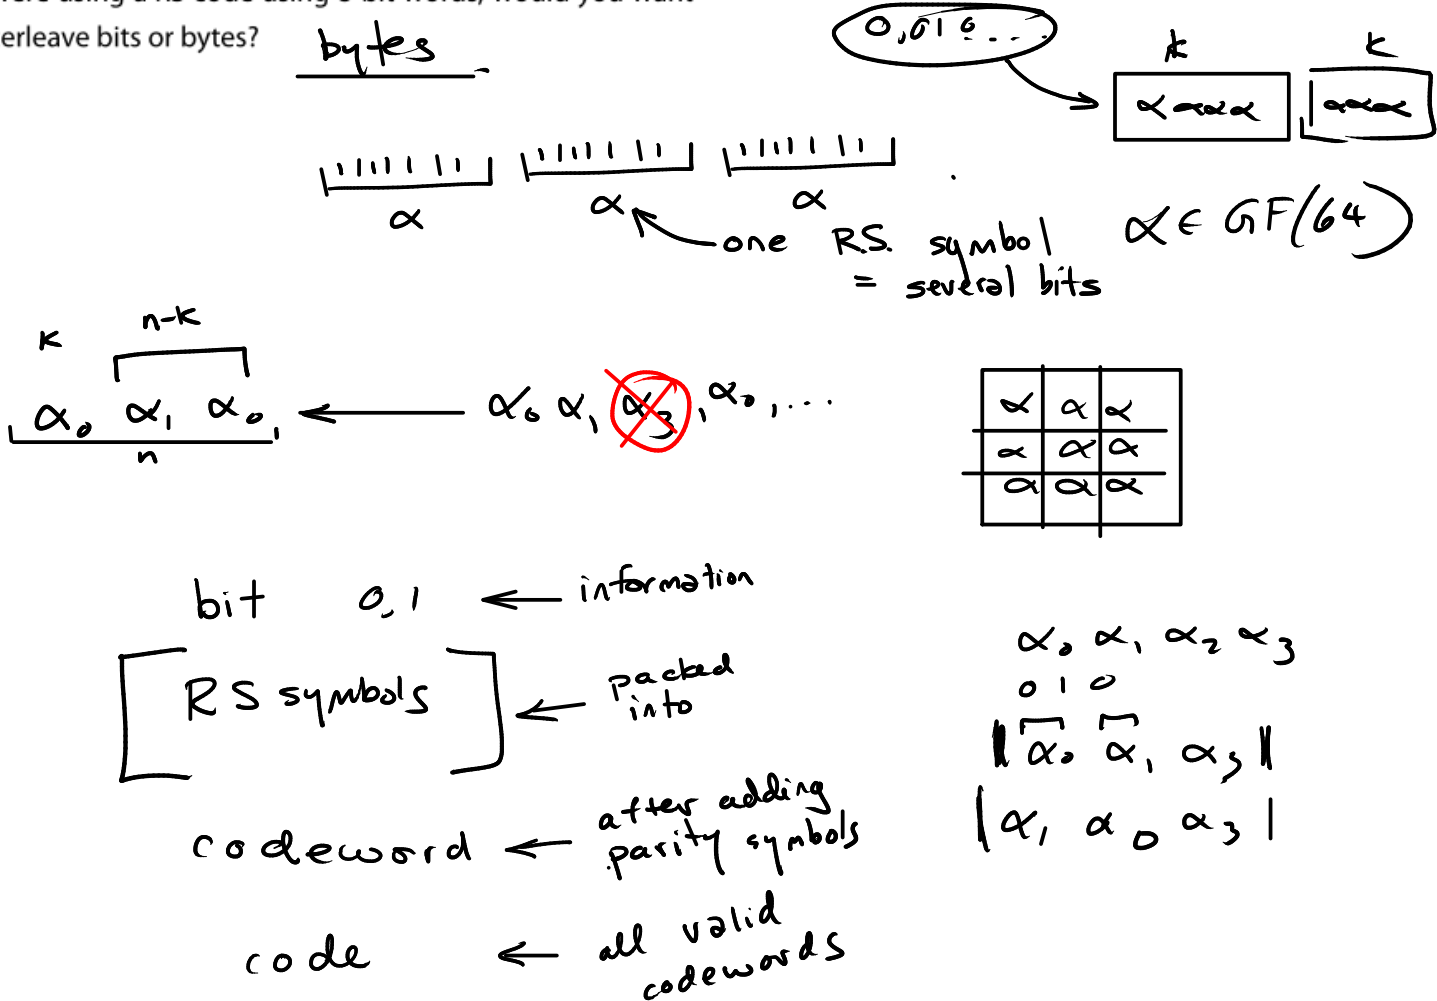 erleave bits or bytes?
bytes
0,010....
k k
α α α α α α α
α α α
one R.S. symbol
= several bits
α ∈ GF(64)
k n-k
α₀ α₁ α₀,
n
α₀ α₁ α₃, α₀, ...
α α α
α α α
α α α
bit 0,1 ← information
RS symbols ← packed
into
codeword ← after adding
parity symbols
code ← all valid
codewords
α₀ α₁ α₂ α₃
0 1 0
α₀ α₁ α₃
α₁ α₀ α₃